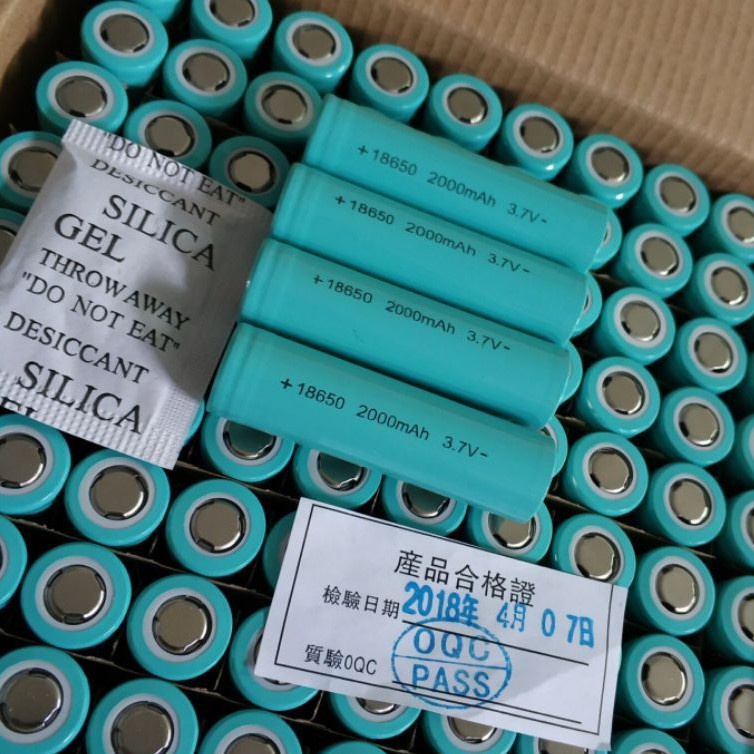 "DO NOT EAT"
DESICCANT
SILICA
GEL
THROW AWAY
"DO NOT EAT"
DESICCANT
SILICA
+18650 2000mAh 3.7V-
+18650 2000mAh 3.7V-
+18650 2000mAh 3.7V-
+18650 2000mAh 3.7V-
産品合格證
檢驗日期 2018年 4月 07日
質驗OQC
OQC
PASS